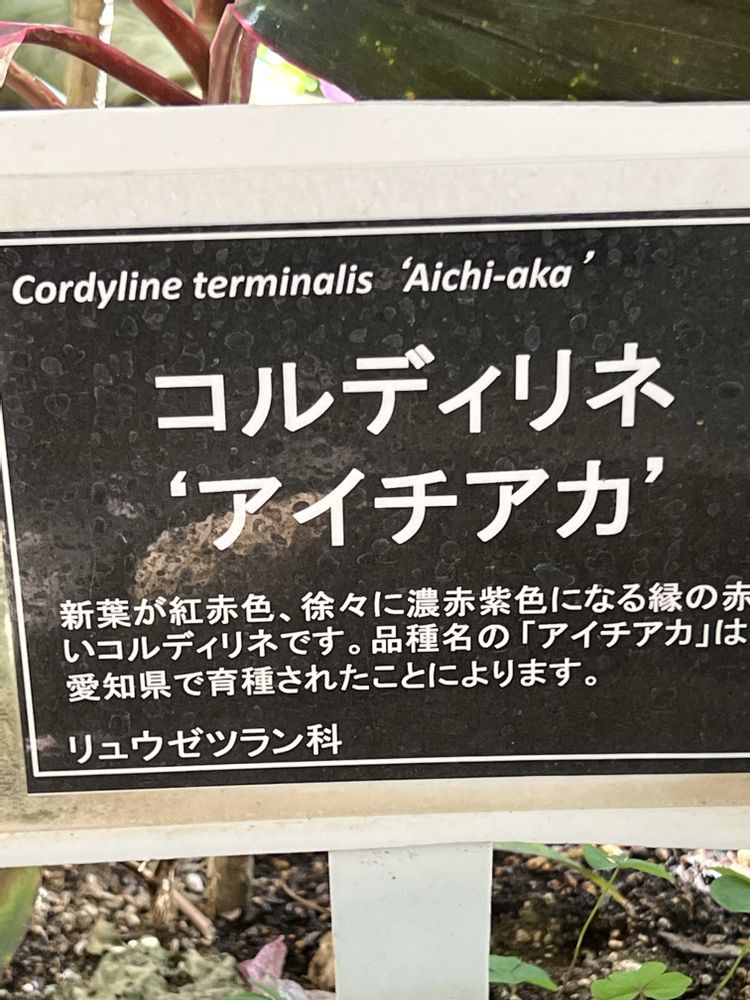 Cordyline terminalis ‘Aichi-aka’
コルディリネ
‘アイチアカ’
新葉が紅赤色、徐々に濃赤紫色になる縁の赤
いコルディリネです。品種名の「アイチアカ」は
愛知県で育種されたことによります。
リュウゼツラン科